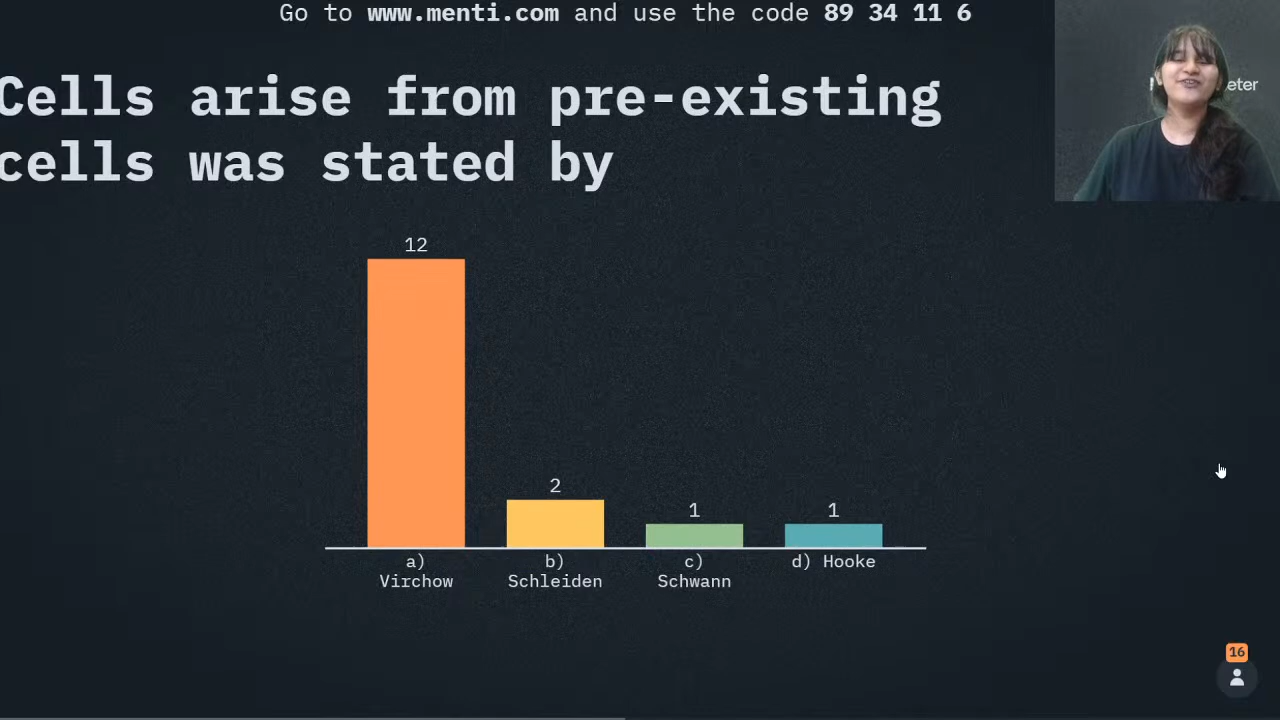 Go to www.menti.com and use the code 89 34 11 6
Cells arise from pre-existing
cells was stated by
12
2
1
1
a)
Virchow
b)
Schleiden
c)
Schwann
d) Hooke
16